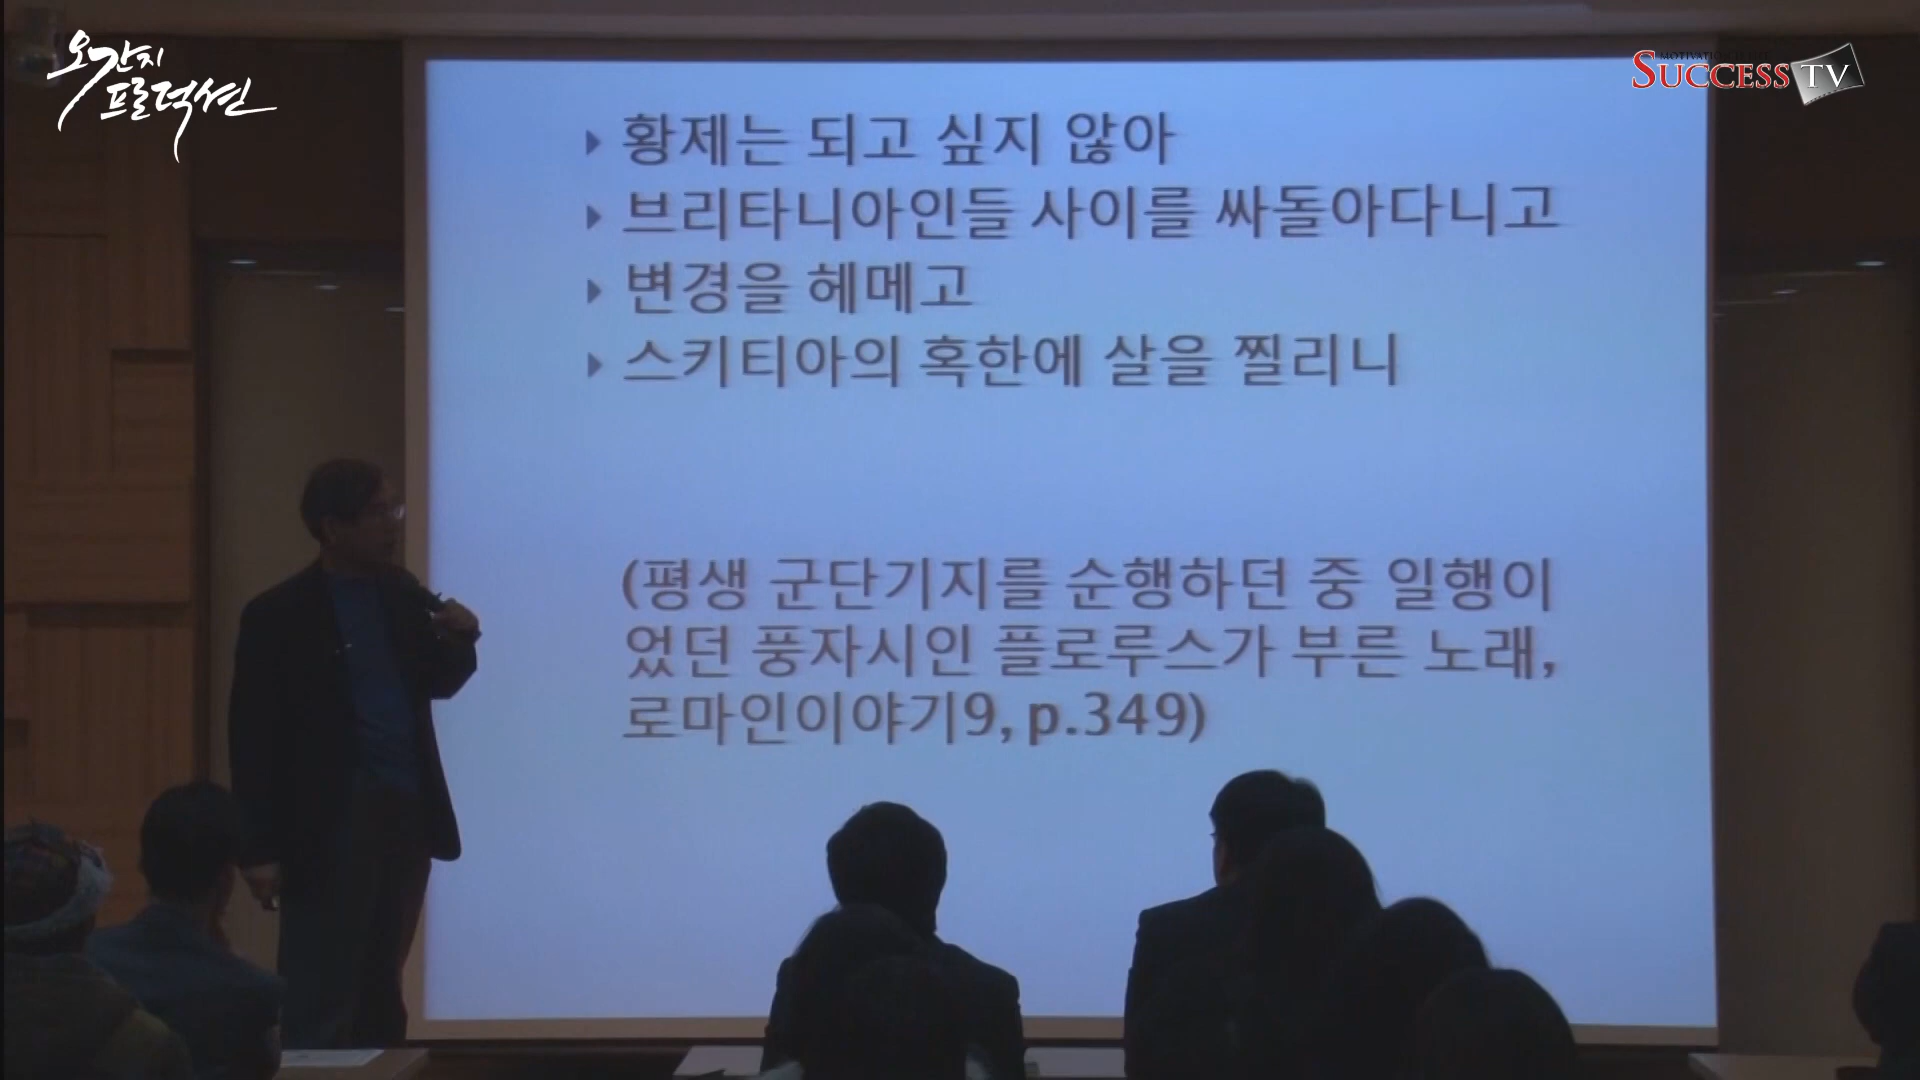 오가지
프로덕션
MOTIVATION
SUCCESS TV
황제는 되고 싶지 않아
브리타니아인들 사이를 싸돌아다니고
변경을 헤메고
스키티아의 혹한에 살을 찔리니
(평생 군단기지를 순행하던 중 일행이
었던 풍자시인 플로루스가 부른 노래,
로마인이야기9, p.349)